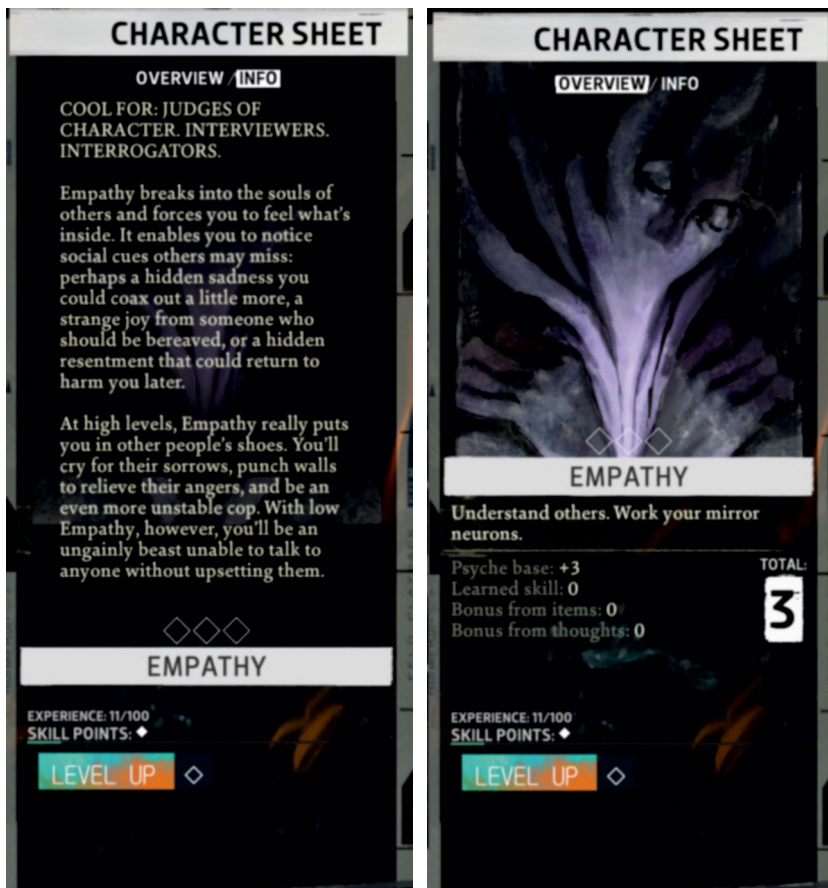 CHARACTER SHEET
OVERVIEW / INFO
COOL FOR: JUDGES OF
CHARACTER. INTERVIEWERS.
INTERROGATORS.
Empathy breaks into the souls of
others and forces you to feel what's
inside. It enables you to notice
social cues others may miss:
perhaps a hidden sadness you
could coax out a little more, a
strange joy from someone who
should be bereaved, or a hidden
resentment that could return to
harm you later.
At high levels, Empathy really puts
you in other people's shoes. You'll
cry for their sorrows, punch walls
to relieve their angers, and be an
even more unstable cop. With low
Empathy, however, you'll be an
ungainly beast unable to talk to
anyone without upsetting them.
EMPATHY
EXPERIENCE: 11/100
SKILL POINTS:
LEVEL UP
CHARACTER SHEET
OVERVIEW / INFO
EMPATHY
Understand others. Work your mirror
neurons.
Psyche base: +3
Learned skill: 0
Bonus from items: 0
Bonus from thoughts: 0
TOTAL:
3
EXPERIENCE: 11/100
SKILL POINTS:
LEVEL UP